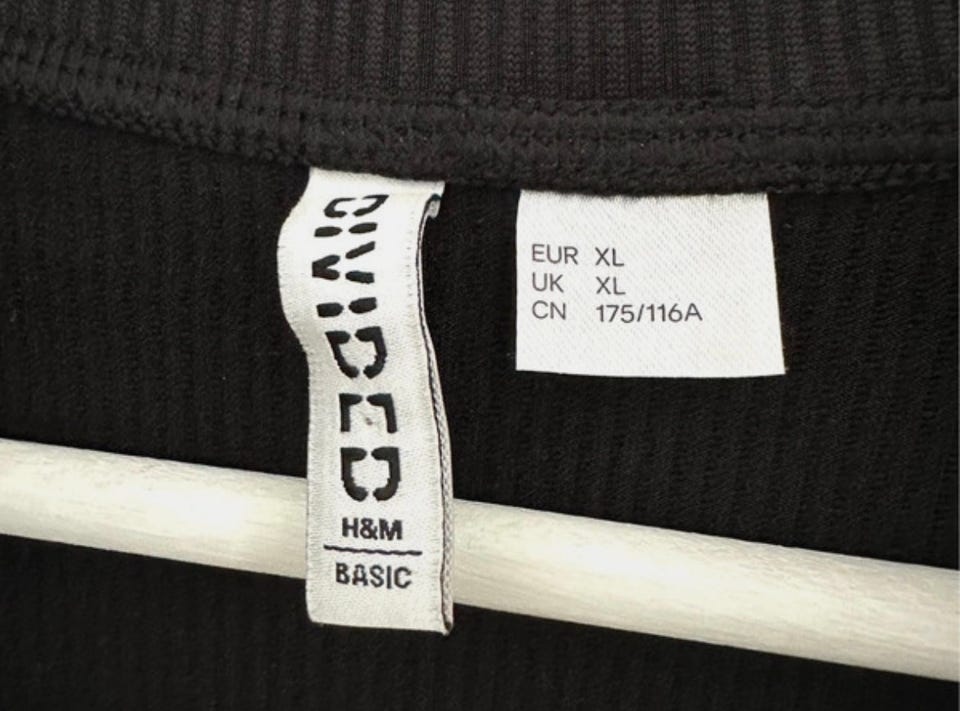 DIVIDED
H&M
BASIC
EUR XL
UK XL
CN 175/116A